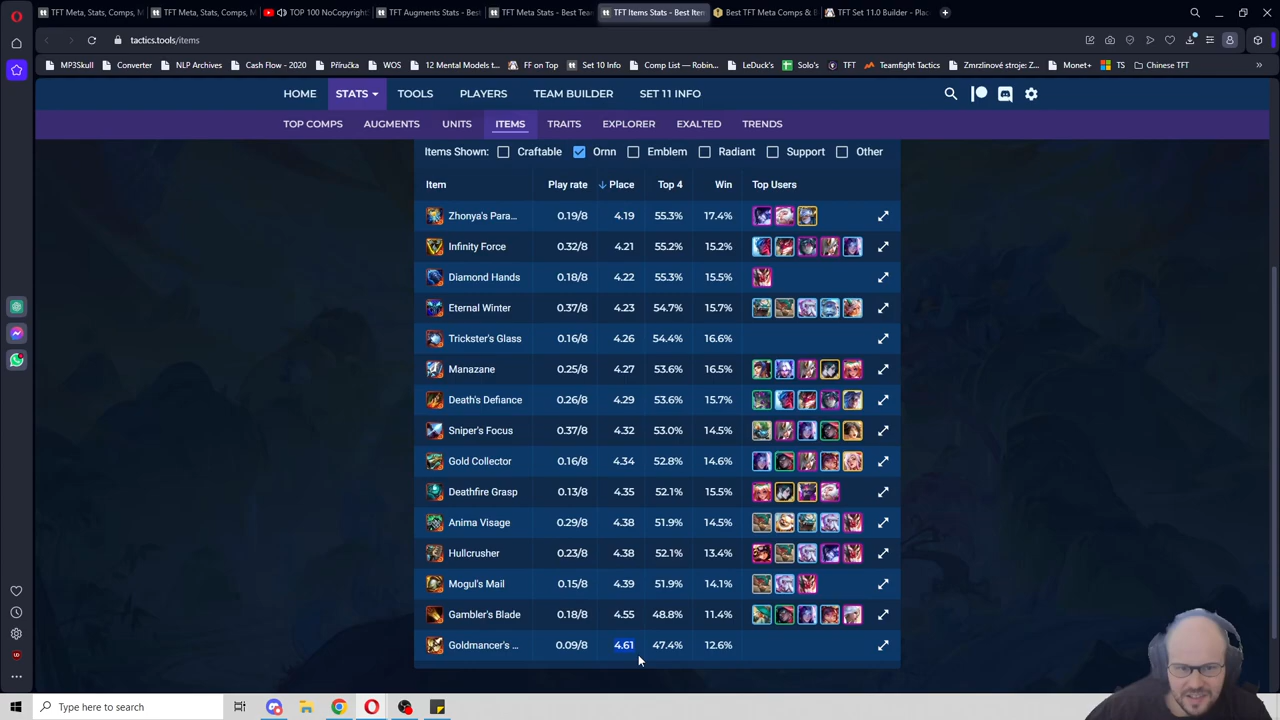 TFT Meta, Stats, Comps, M
TFT Meta, Stats, Comps, M
TOP 100 NoCopyright
TFT Augments Stats - Best
TFT Meta Stats - Best Tea
TFT Items Stats - Best Iter
Best TFT Meta Comps & B
TFT Set 11.0 Builder - Pla
tactics.tools/items
MP3Skull
Converter
NLP Archives
Cash Flow - 2020
Příručka
WOS
12 Mental Models t...
FF on Top
Set 10 Info
Comp List — Robin...
LeDuck's
Solo's
TFT
Teamfight Tactics
Zmrzlinové stroje: Z...
Monet+
TS
Chinese TFT
HOME STATS TOOLS PLAYERS TEAM BUILDER SET 11 INFO
TOP COMPS AUGMENTS UNITS ITEMS TRAITS EXPLORER EXALTED TRENDS
Items Shown: Craftable Ornn Emblem Radiant Support Other
Item Play rate Place Top 4 Win Top Users
Zhonya's Para... 0.19/8 4.19 55.3% 17.4%
Infinity Force 0.32/8 4.21 55.2% 15.2%
Diamond Hands 0.18/8 4.22 55.3% 15.5%
Eternal Winter 0.37/8 4.23 54.7% 15.7%
Trickster's Glass 0.16/8 4.26 54.4% 16.6%
Manazane 0.25/8 4.27 53.6% 16.5%
Death's Defiance 0.26/8 4.29 53.6% 15.7%
Sniper's Focus 0.37/8 4.32 53.0% 14.5%
Gold Collector 0.16/8 4.34 52.8% 14.6%
Deathfire Grasp 0.13/8 4.35 52.1% 15.5%
Anima Visage 0.29/8 4.38 51.9% 14.5%
Hullcrusher 0.23/8 4.38 52.1% 13.4%
Mogul's Mail 0.15/8 4.39 51.9% 14.1%
Gambler's Blade 0.18/8 4.55 48.8% 11.4%
Goldmancer's ... 0.09/8 4.61 47.4% 12.6%
Type here to search